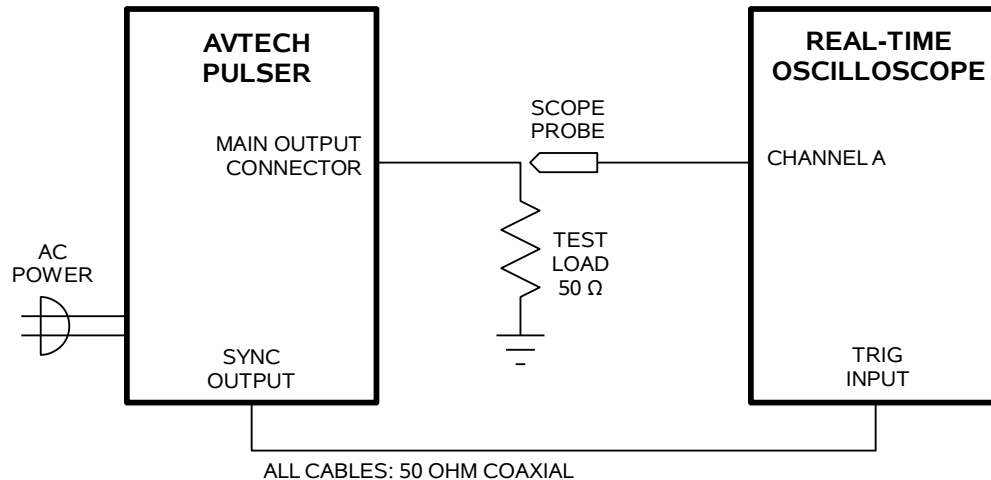 AVTECH
PULSER
REAL-TIME
OSCILLOSCOPE
SCOPE
PROBE
MAIN OUTPUT
CONNECTOR
CHANNEL A
AC
POWER
TEST
LOAD
50 Ω
SYNC
OUTPUT
TRIG
INPUT
ALL CABLES: 50 OHM COAXIAL